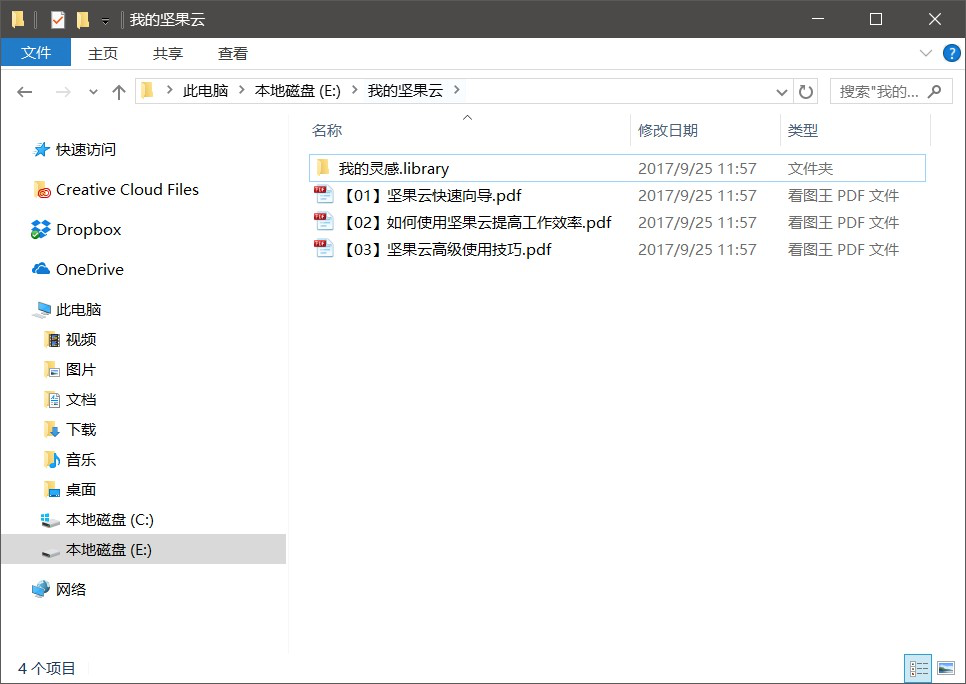 我的坚果云
文件 主页 共享 查看
此电脑 本地磁盘 (E:) 我的坚果云 搜索"我的...
名称 修改日期 类型
快速访问
Creative Cloud Files
Dropbox
OneDrive
此电脑
视频
图片
文档
下载
音乐
桌面
本地磁盘 (C:)
本地磁盘 (E:)
网络
我的灵感.library 2017/9/25 11:57 文件夹
【01】坚果云快速向导.pdf 2017/9/25 11:57 看图王 PDF 文件
【02】如何使用坚果云提高工作效率.pdf 2017/9/25 11:57 看图王 PDF 文件
【03】坚果云高级使用技巧.pdf 2017/9/25 11:57 看图王 PDF 文件
4 个项目